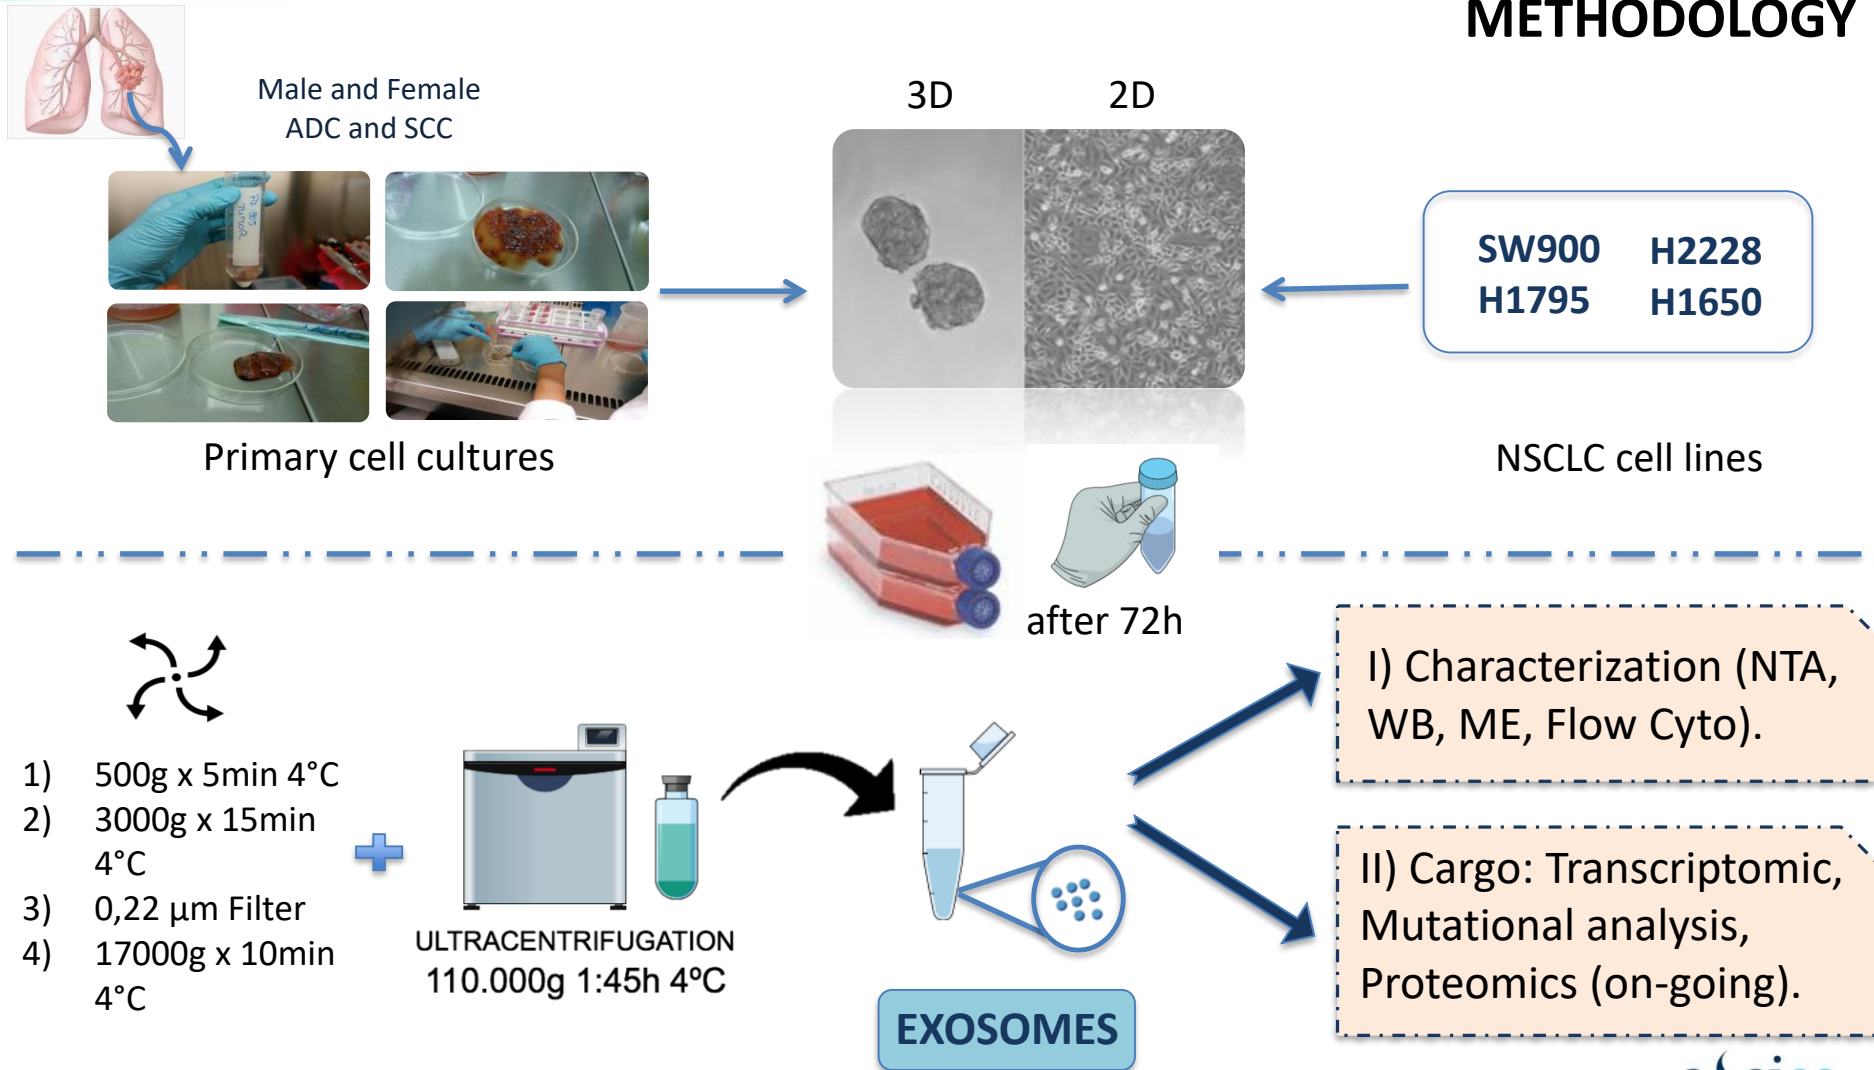 METHODOLOGY
Male and Female
ADC and SCC
3D
2D
SW900
H2228
H1795
H1650
Primary cell cultures
NSCLC cell lines
after 72h
1) 500g x 5min 4°C
2) 3000g x 15min
4°C
3) 0,22 µm Filter
4) 17000g x 10min
4°C
ULTRACENTRIFUGATION
110.000g 1:45h 4ºC
EXOSOMES
I) Characterization (NTA,
WB, ME, Flow Cyto).
II) Cargo: Transcriptomic,
Mutational analysis,
Proteomics (on-going).